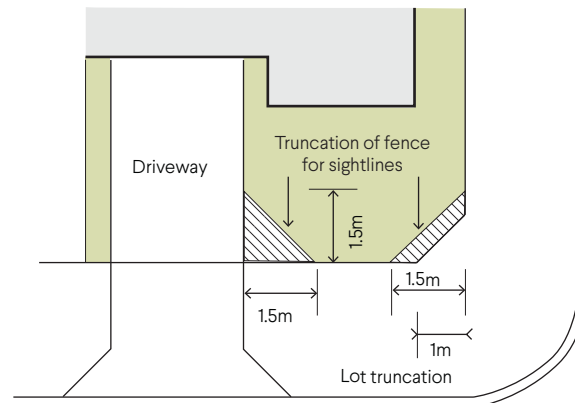 Truncation of fence
for sightlines
Driveway
1.5m
1.5m
1.5m
1m
Lot truncation